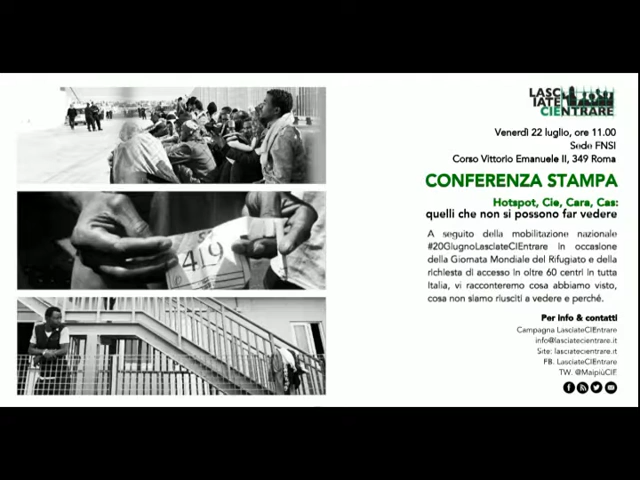 LASC
IATE
CIENTRARE
Venerdì 22 luglio, ore 11.00
Sede FNSI
Corso Vittorio Emanuele II, 349 Roma
CONFERENZA STAMPA
Hotspot, Cie, Cara, Cas:
quelli che non si possono far vedere
A seguito della mobilitazione nazionale
#20GiugnoLasciateCIEntrare in occasione
della Giornata Mondiale del Rifugiato e della
richiesta di accesso in oltre 60 centri in tutta
Italia, vi racconteremo cosa abbiamo visto,
cosa non siamo riusciti a vedere e perché.
Per info & contatti
Campagna LasciateCIEntrare
info@lasciatecientrare.it
Site: lasciatecientrare.it
FB. LasciateCIEntrare
TW. @MaipiùCIE
419